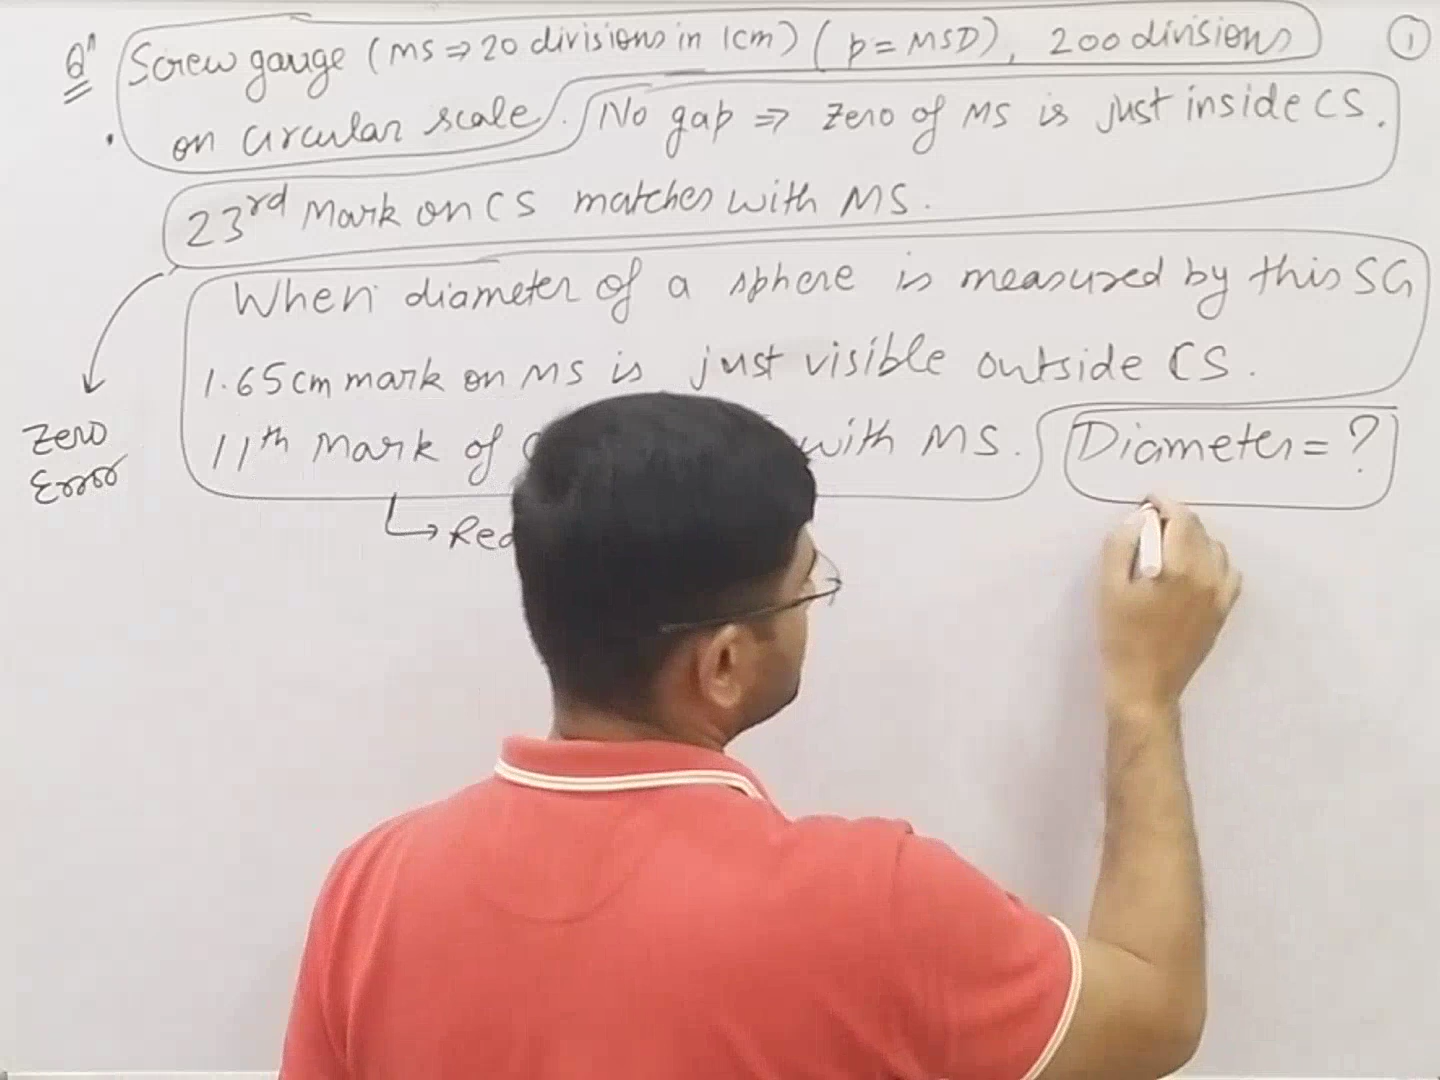 Qn Screw gauge (MS ⇒ 20 divisions in 1cm) (p = MSD), 200 divisions ①
on circular scale. No gap ⇒ Zero of MS is just inside CS.
23rd Mark on CS matches with MS.
When diameter of a sphere is measured by this SG
1.65cm mark on MS is just visible outside CS.
11th Mark of with MS. Diameter = ?
Zero
Error